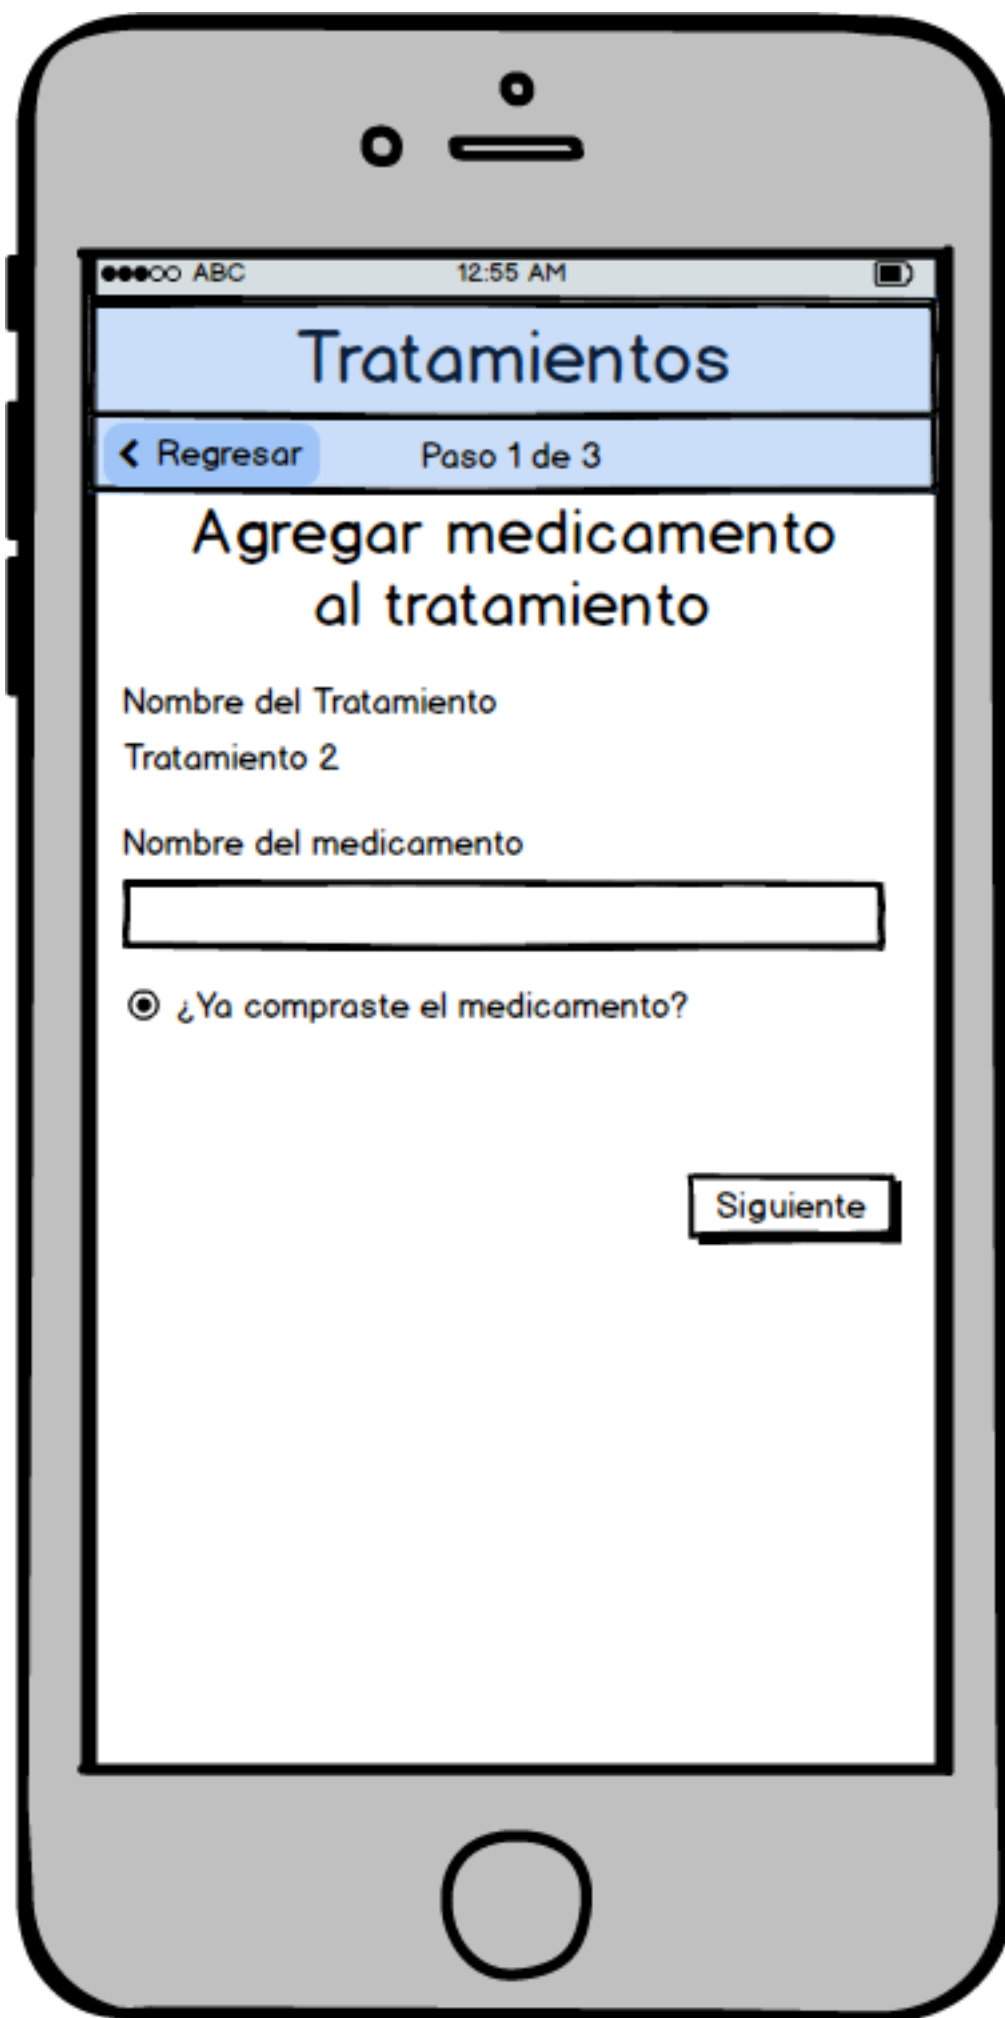 ABC 12:55 AM
Tratamientos
Regresar Paso 1 de 3
Agregar medicamento
al tratamiento
Nombre del Tratamiento
Tratamiento 2
Nombre del medicamento
¿Ya compraste el medicamento?
Siguiente